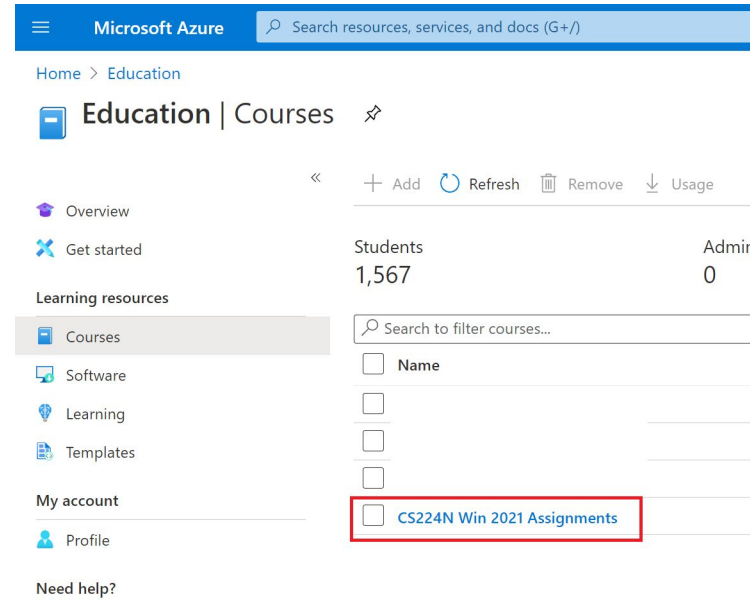 Microsoft Azure
Search resources, services, and docs (G+/)
Home > Education
Education | Courses
«
Add Refresh Remove Usage
Overview
Get started
Learning resources
Courses
Software
Learning
Templates
My account
Profile
Need help?
Students
1,567
Admin
0
Search to filter courses...
Name
CS224N Win 2021 Assignments